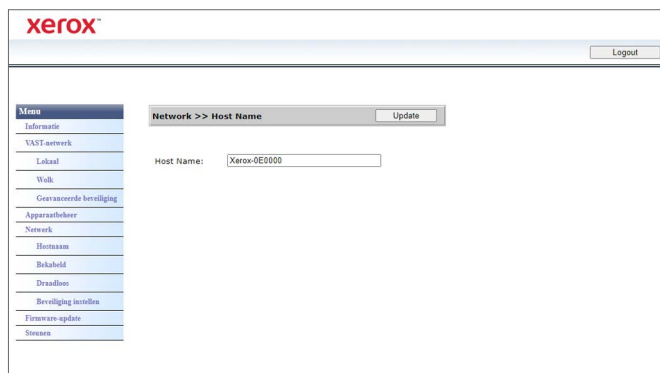 xerox™
Logout
Menu
Informatie
VAST-netwerk
Lokaal
Wolk
Geavanceerde beveiliging
Apparaatbeheer
Netwerk
Hostnaam
Bekabeld
Draadloos
Beveiliging instellen
Firmware-update
Steunen
Network >> Host Name
Update
Host Name: Xerox-0E0000